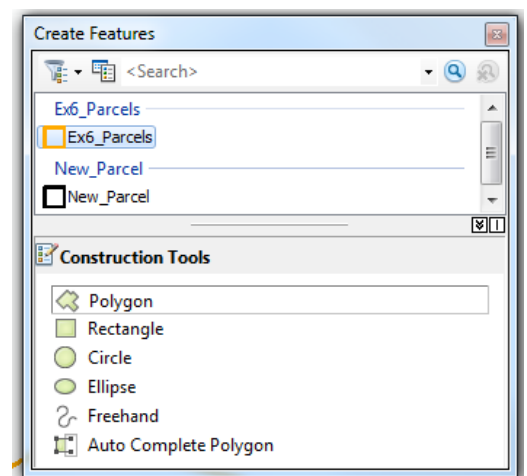 Create Features
<Search>
Ex6_Parcels
Ex6_Parcels
New_Parcel
New_Parcel
Construction Tools
Polygon
Rectangle
Circle
Ellipse
Freehand
Auto Complete Polygon